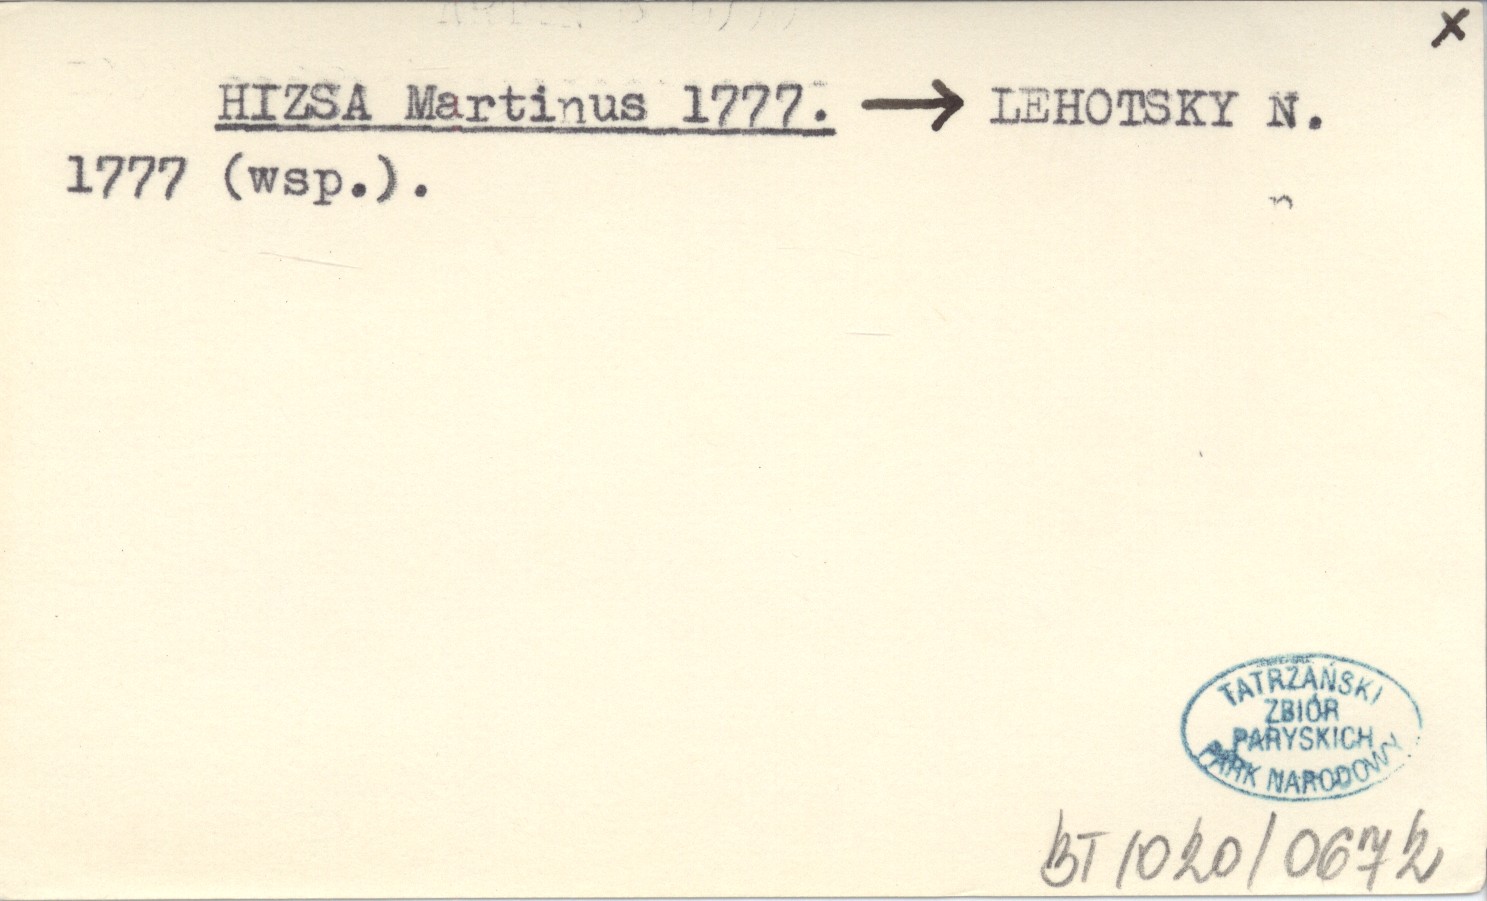 x
HIZSA Martinus 1777. → LEHOTSKY N.
1777 (wsp.).
TATRZAŃSKI
ZBIÓR
PARYSKICH
PARK NARODOWY
BT/1020/0672